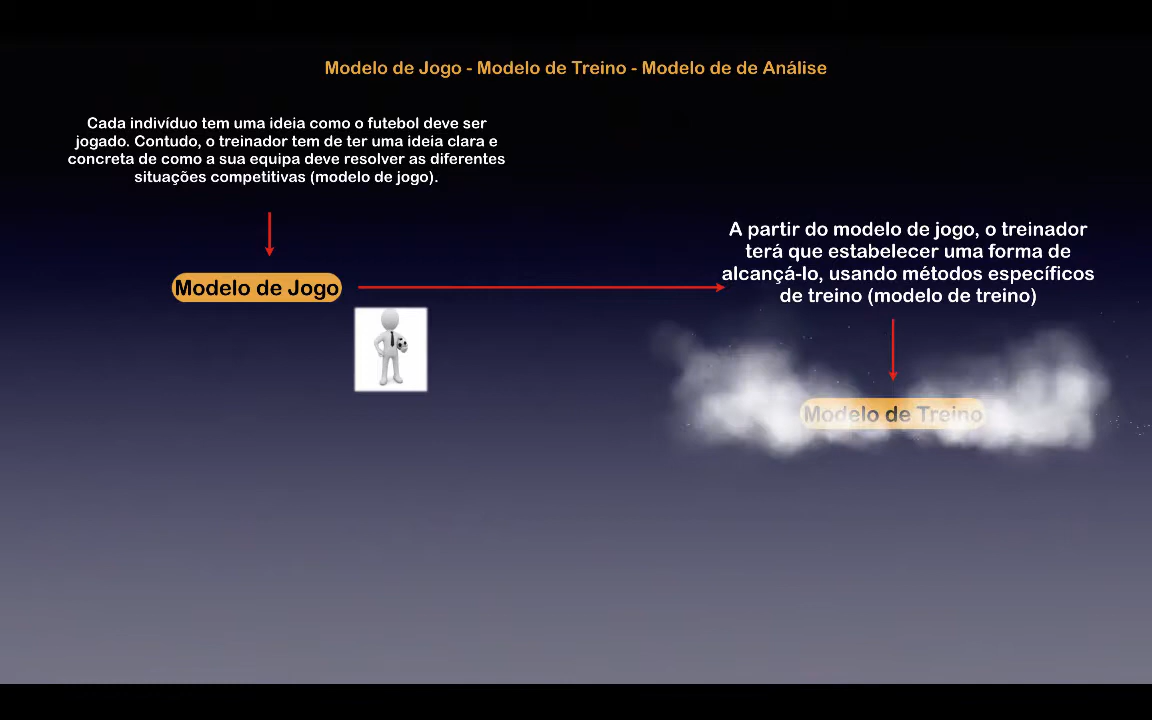 Modelo de Jogo - Modelo de Treino - Modelo de de Análise
Cada indivíduo tem uma ideia como o futebol deve ser
jogado. Contudo, o treinador tem de ter uma ideia clara e
concreta de como a sua equipa deve resolver as diferentes
situações competitivas (modelo de jogo).
Modelo de Jogo
A partir do modelo de jogo, o treinador
terá que estabelecer uma forma de
alcançá-lo, usando métodos específicos
de treino (modelo de treino)
Modelo de Treino